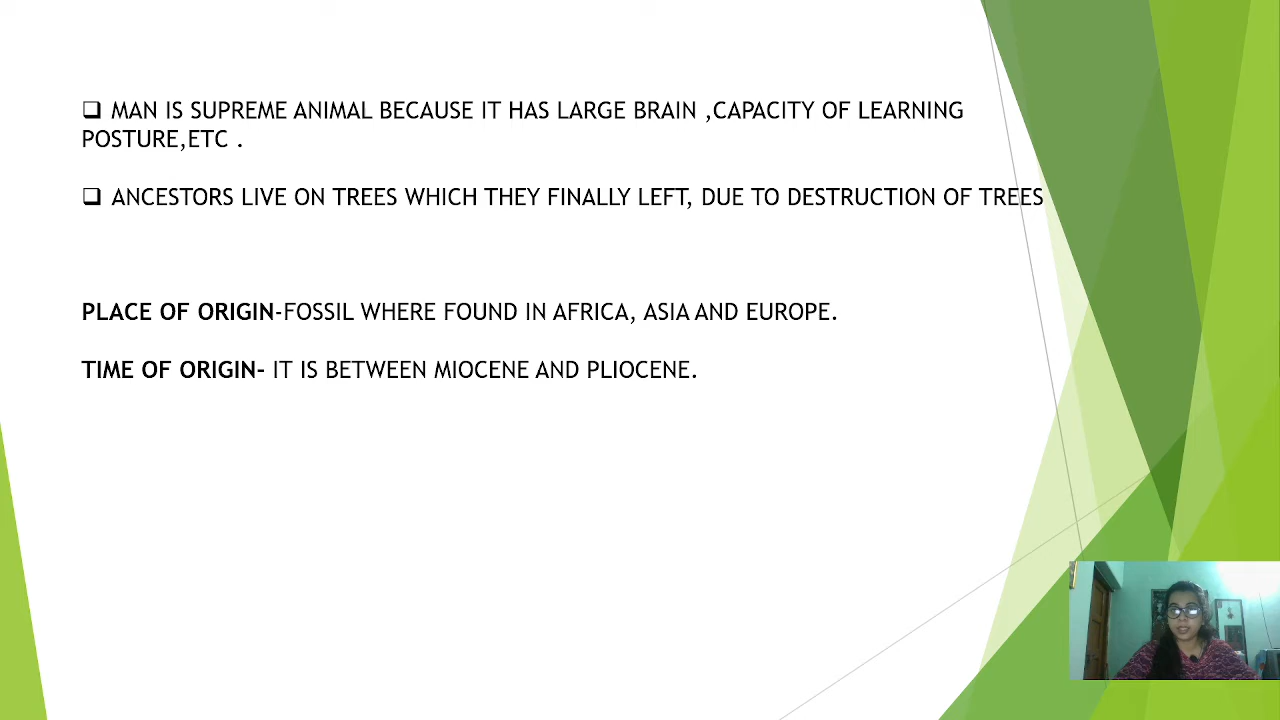 MAN IS SUPREME ANIMAL BECAUSE IT HAS LARGE BRAIN ,CAPACITY OF LEARNING
POSTURE,ETC .
ANCESTORS LIVE ON TREES WHICH THEY FINALLY LEFT, DUE TO DESTRUCTION OF TREES
PLACE OF ORIGIN-FOSSIL WHERE FOUND IN AFRICA, ASIA AND EUROPE.
TIME OF ORIGIN- IT IS BETWEEN MIOCENE AND PLIOCENE.